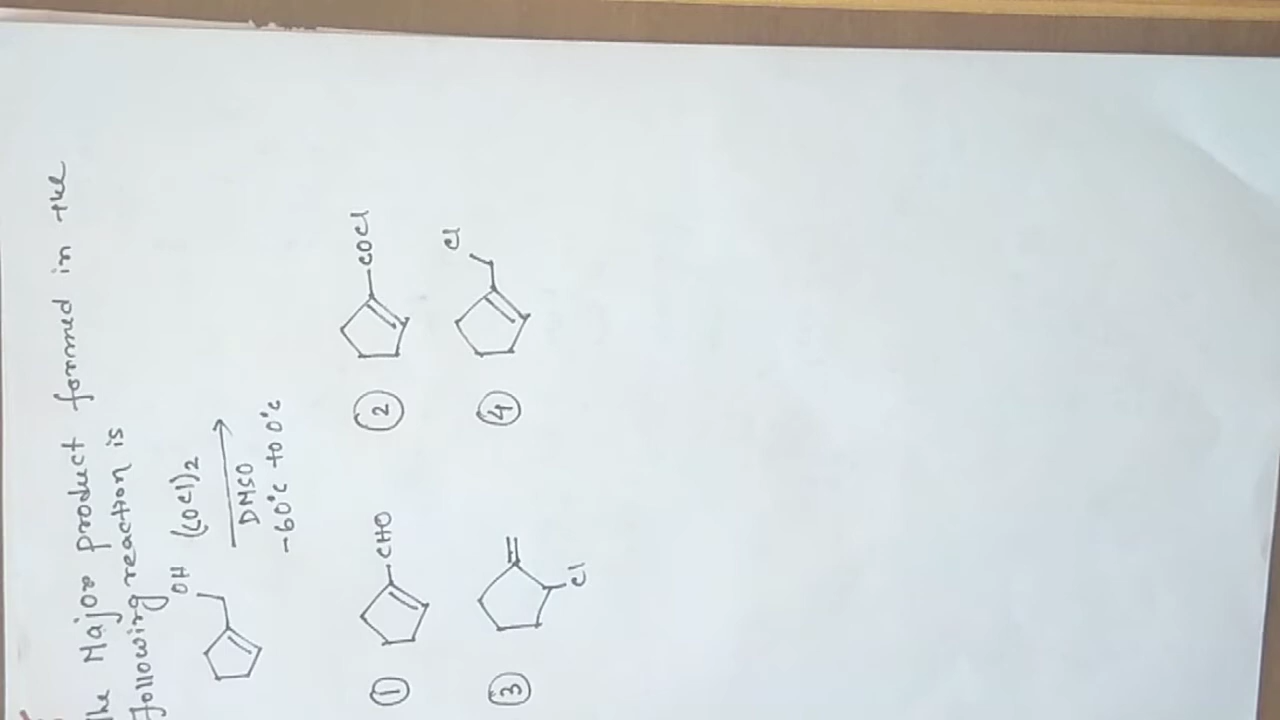 The Major product formed in the
following reaction is
OH (COCl)2
DMSO
-60°C to 0°C
1 CHO 2 COCl
3 Cl 4 Cl